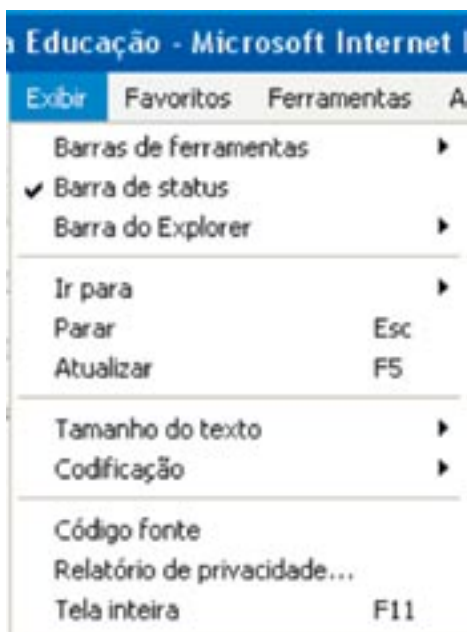 a Educação - Microsoft Internet
Exibir Favoritos Ferramentas A
Barras de ferramentas
Barra de status
Barra do Explorer
Ir para
Parar Esc
Atualizar F5
Tamanho do texto
Codificação
Código fonte
Relatório de privacidade...
Tela inteira F11